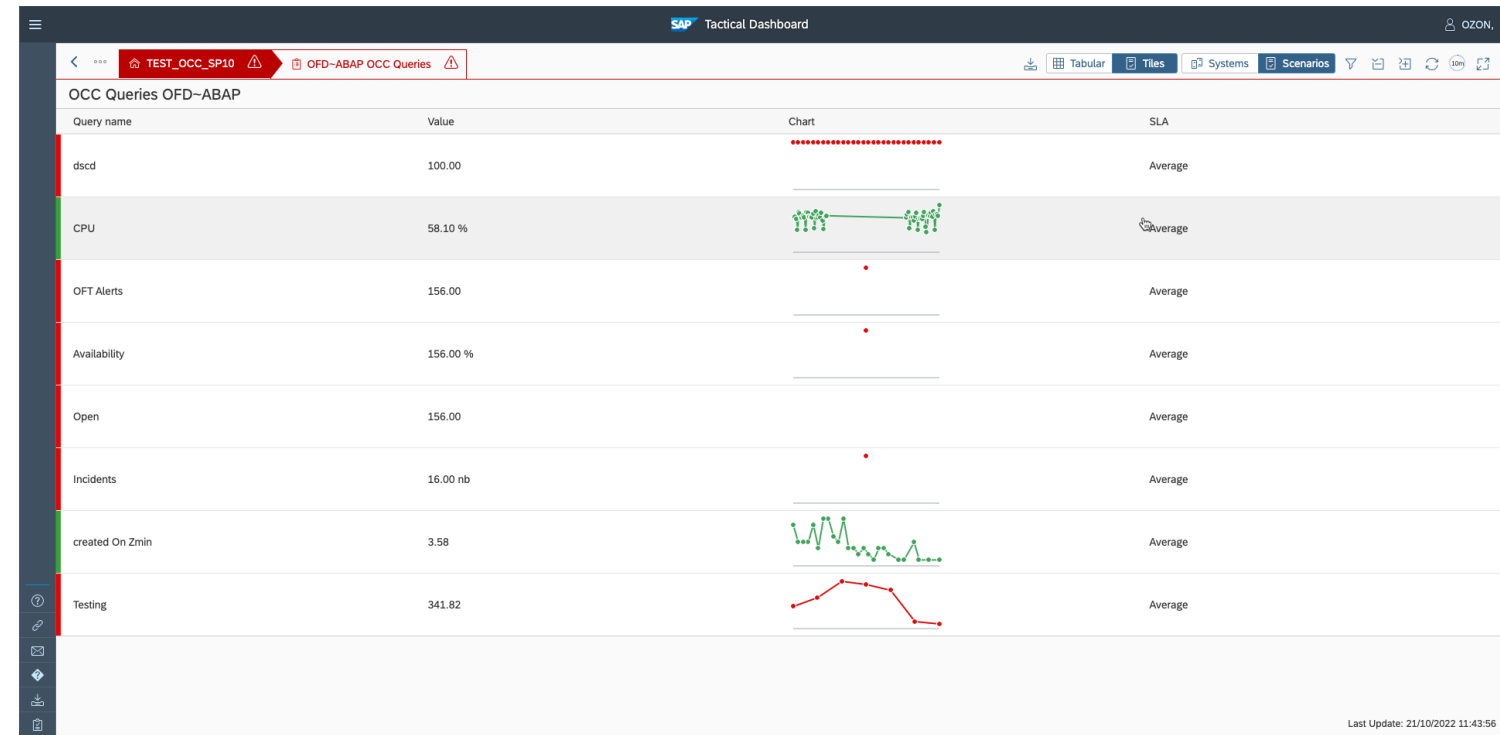 SAP Tactical Dashboard
OZON,
TEST_OCC_SP10 OFD~ABAP OCC Queries Tabular Tiles Systems Scenarios 10m
OCC Queries OFD~ABAP
Query name Value Chart SLA
dscd 100.00 Average
CPU 58.10 % Average
OFT Alerts 156.00 Average
Availability 156.00 % Average
Open 156.00 Average
Incidents 16.00 nb Average
created On Zmin 3.58 Average
Testing 341.82 Average
Last Update: 21/10/2022 11:43:56